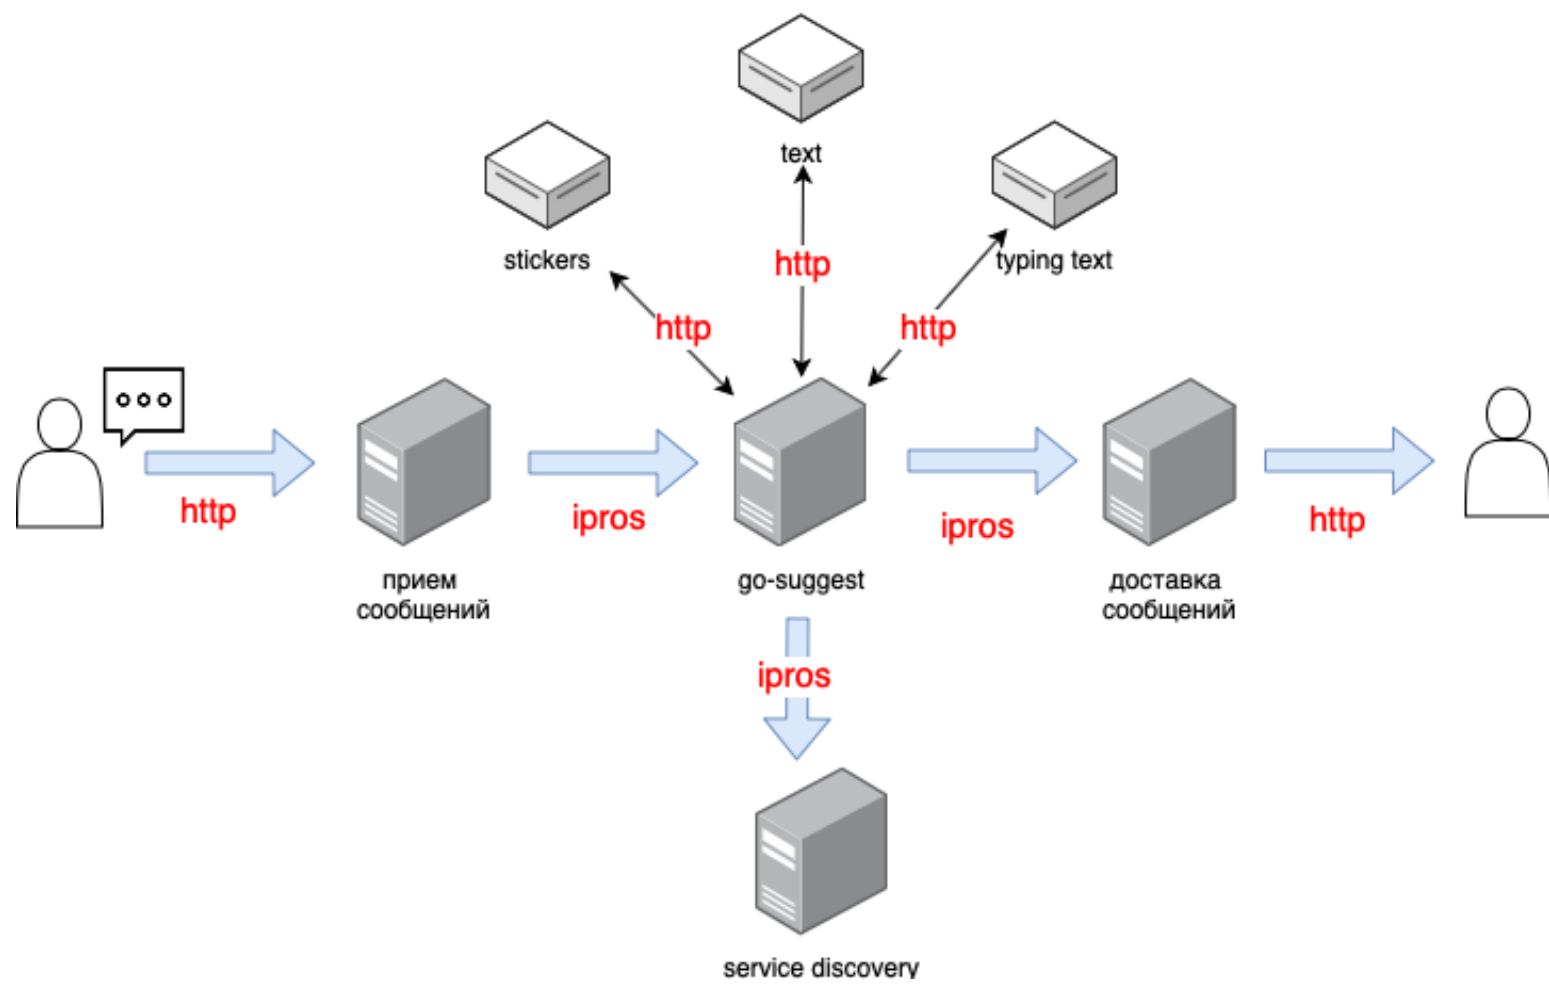 text
stickers
http
typing text
http
http
http
ipros
ipros
http
прием
сообщений
go-suggest
доставка
сообщений
ipros
service discovery